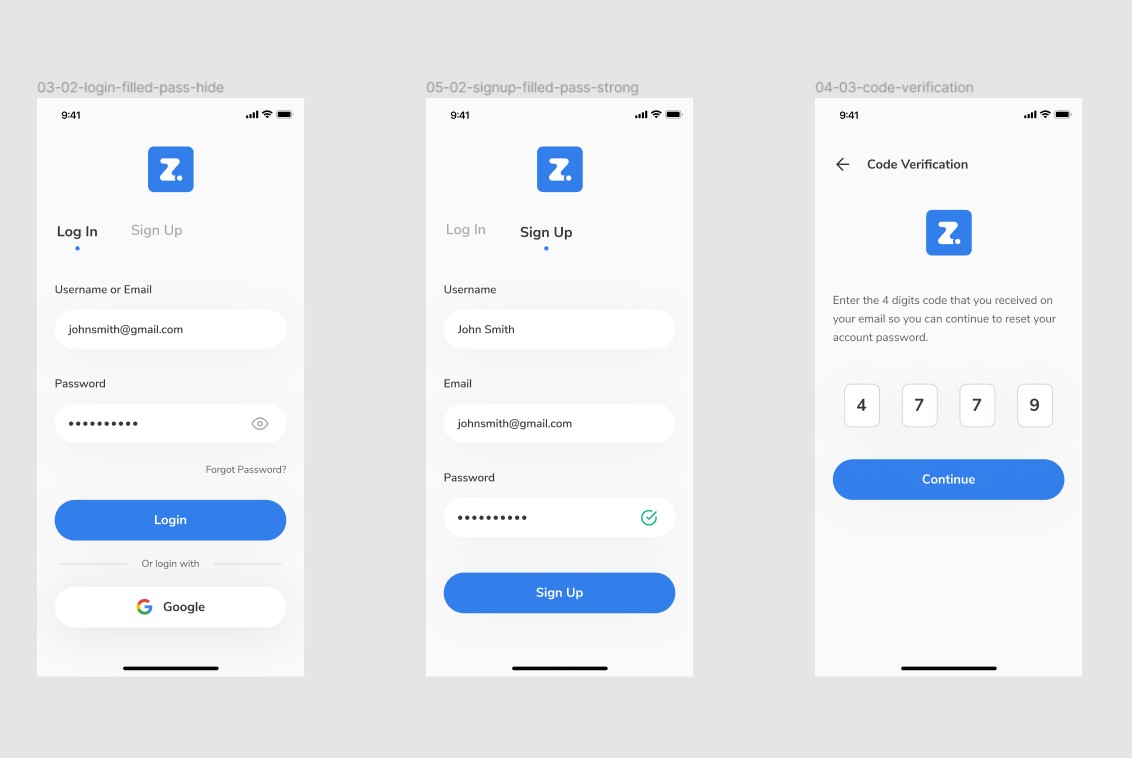 03-02-login-filled-pass-hide
9:41
Z.
Log In
Sign Up
Username or Email
johnsmith@gmail.com
Password
Forgot Password?
Login
Or login with
Google
05-02-signup-filled-pass-strong
9:41
Z.
Log In
Sign Up
Username
John Smith
Email
johnsmith@gmail.com
Password
Sign Up
04-03-code-verification
9:41
Code Verification
Z.
Enter the 4 digits code that you received on
your email so you can continue to reset your
account password.
4 7 7 9
Continue